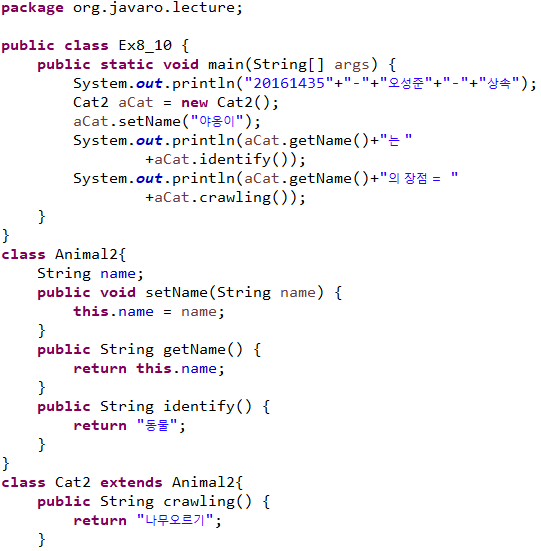 package org.javaro.lecture;
public class Ex8_10 {
public static void main(String[] args) {
System.out.println("20161435"+"-"+"오성준"+"-"+"상속");
Cat2 aCat = new Cat2();
aCat.setName("야옹이");
System.out.println(aCat.getName()+"는 "
+aCat.identify());
System.out.println(aCat.getName()+"의 장점 = "
+aCat.crawling());
}
}
class Animal2{
String name;
public void setName(String name) {
this.name = name;
}
public String getName() {
return this.name;
}
public String identify() {
return "동물";
}
}
class Cat2 extends Animal2{
public String crawling() {
return "나무오르기";
}